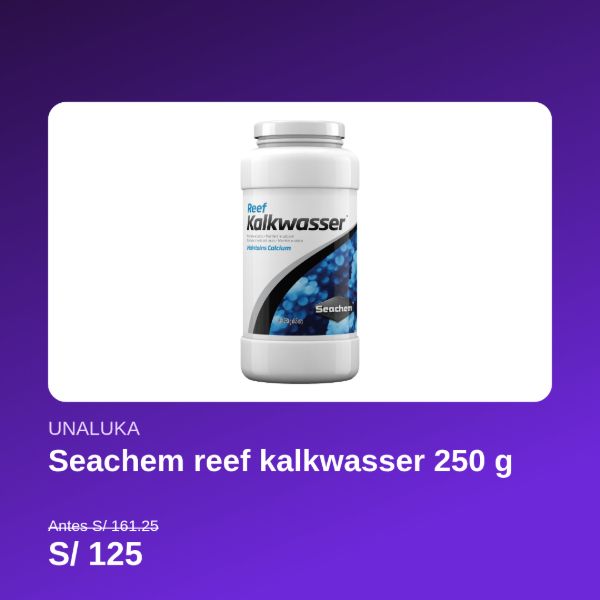 Reef
Kalkwasser
Maintains Calcium
Seachem
UNALUKA
Seachem reef kalkwasser 250 g
Antes S/ 161.25
S/ 125